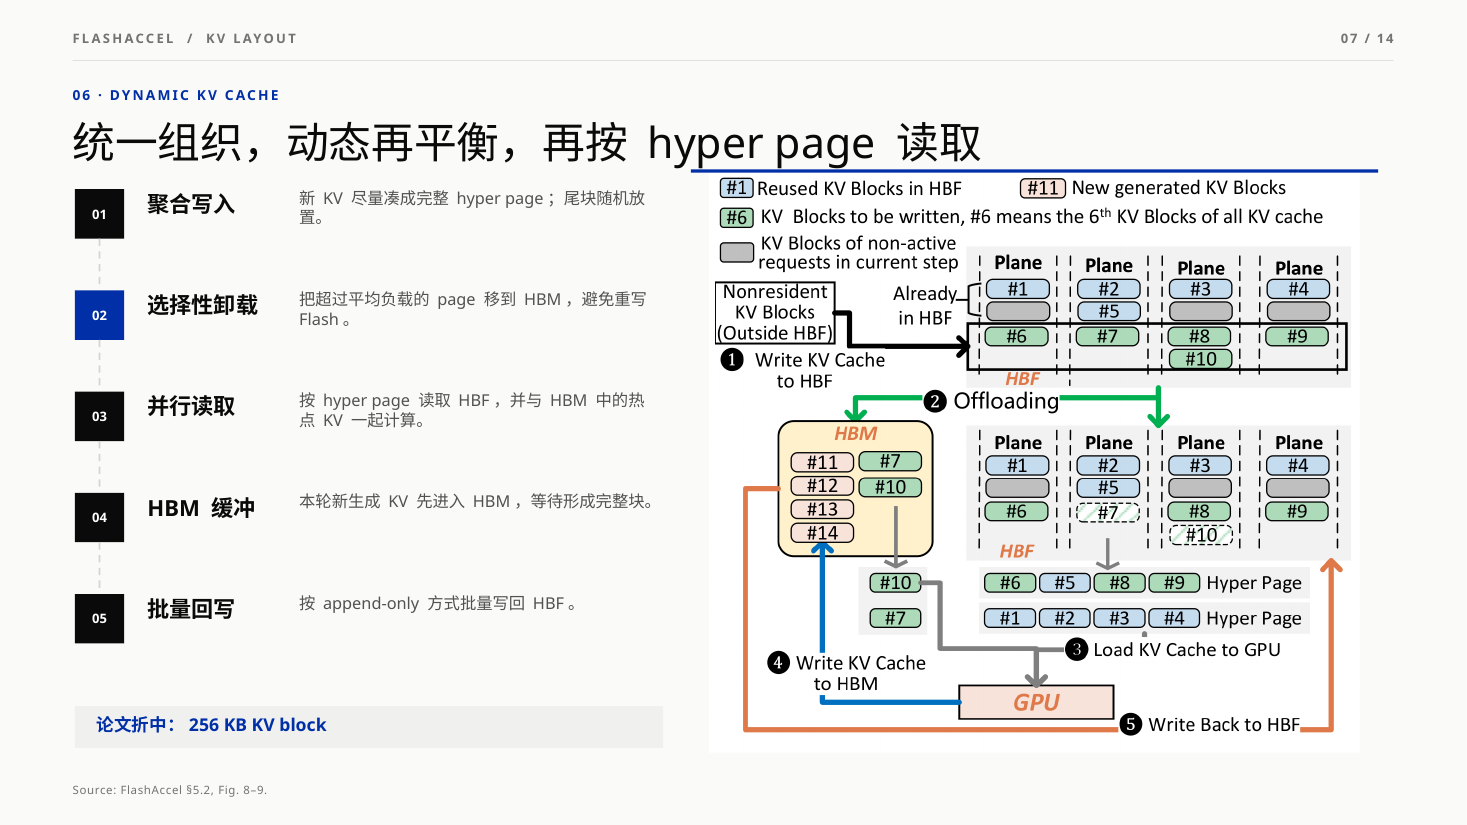 FLASHACCEL / KV LAYOUT
07 / 14
06 · DYNAMIC KV CACHE
统一组织，动态再平衡，再按 hyper page 读取
01
聚合写入
新 KV 尽量凑成完整 hyper page；尾块随机放
置。
02
选择性卸载
把超过平均负载的 page 移到 HBM，避免重写
Flash。
03
并行读取
按 hyper page 读取 HBF，并与 HBM 中的热
点 KV 一起计算。
04
HBM 缓冲
本轮新生成 KV 先进入 HBM，等待形成完整块。
05
批量回写
按 append-only 方式批量写回 HBF。
论文折中： 256 KB KV block
Source: FlashAccel §5.2, Fig. 8–9.
#1 Reused KV Blocks in HBF
#11 New generated KV Blocks
#6 KV Blocks to be written, #6 means the 6th KV Blocks of all KV cache
KV Blocks of non-active
requests in current step
Nonresident
KV Blocks
(Outside HBF)
Already
in HBF
Plane Plane Plane Plane
#1 #2 #3 #4
#5
#6 #7 #8 #9
#10
HBF
❶ Write KV Cache
to HBF
❷ Offloading
HBM
#11 #7
#12 #10
#13
#14
Plane Plane Plane Plane
#1 #2 #3 #4
#5
#6 #7 #8 #9
#10
HBF
#10
#7
#6 #5 #8 #9 Hyper Page
#1 #2 #3 #4 Hyper Page
❸ Load KV Cache to GPU
❹ Write KV Cache
to HBM
GPU
❺ Write Back to HBF